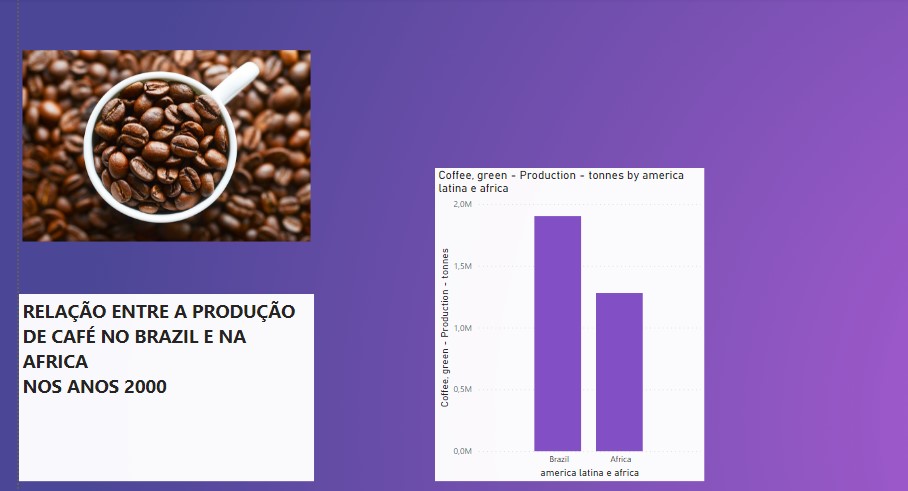 RELAÇÃO ENTRE A PRODUÇÃO
DE CAFÉ NO BRAZIL E NA
AFRICA
NOS ANOS 2000
Coffee, green - Production - tonnes by america
latina e africa
Coffee, green - Production - tonnes
2,0M
1,5M
1,0M
0,5M
0,0M
Brazil Africa
america latina e africa